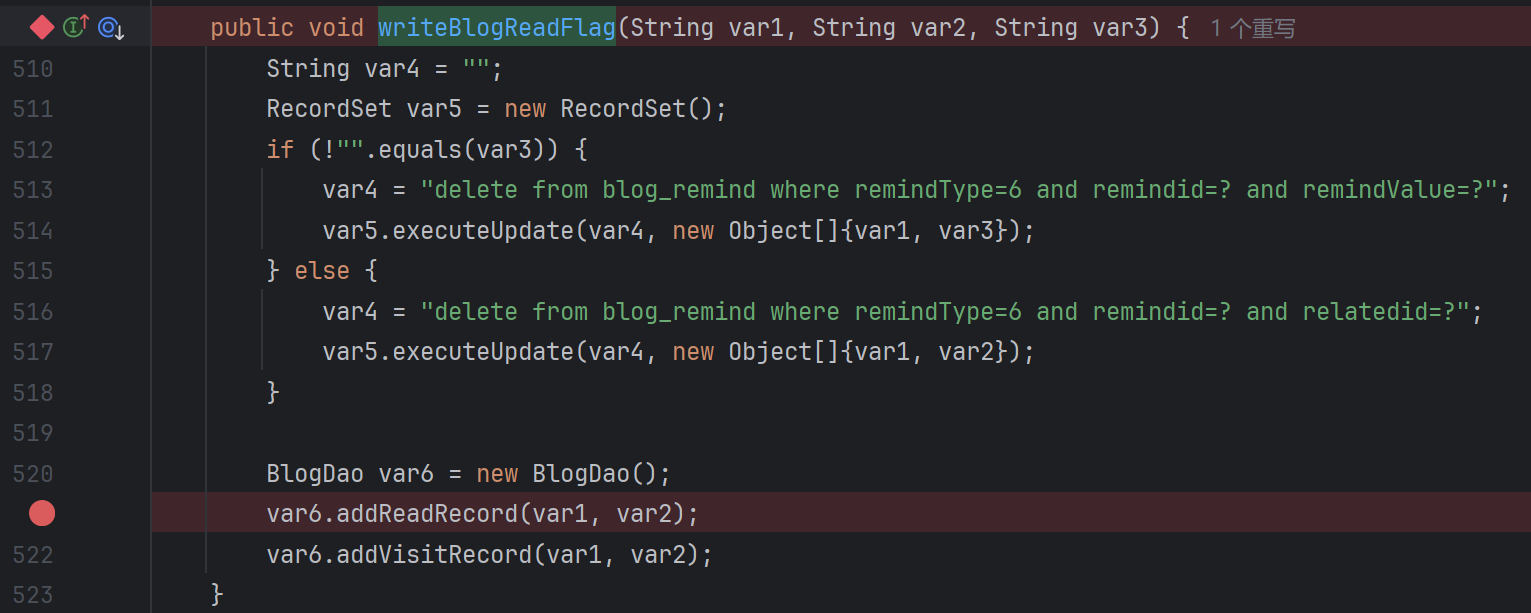 public void writeBlogReadFlag(String var1, String var2, String var3) { 1 个重写
510 String var4 = "";
511 RecordSet var5 = new RecordSet();
512 if (!"".equals(var3)) {
513 var4 = "delete from blog_remind where remindType=6 and remindid=? and remindValue=?";
514 var5.executeUpdate(var4, new Object[]{var1, var3});
515 } else {
516 var4 = "delete from blog_remind where remindType=6 and remindid=? and relatedid=?";
517 var5.executeUpdate(var4, new Object[]{var1, var2});
518 }
519
520 BlogDao var6 = new BlogDao();
var6.addReadRecord(var1, var2);
522 var6.addVisitRecord(var1, var2);
523 }